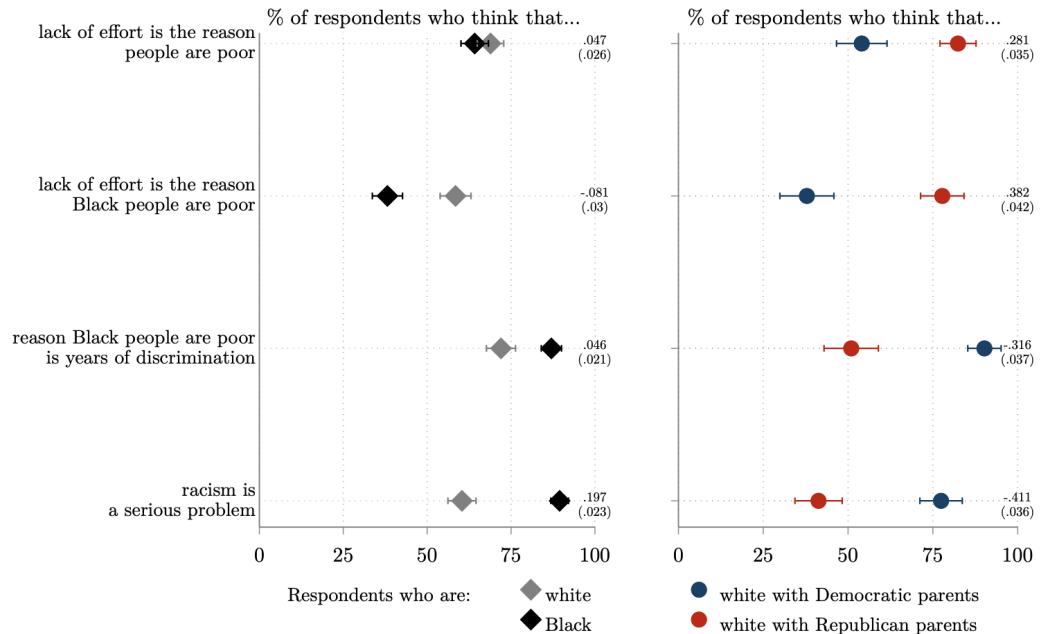 % of respondents who think that...
% of respondents who think that...
lack of effort is the reason
people are poor
.047
(.026)
.281
(.035)
lack of effort is the reason
Black people are poor
-.081
(.03)
.382
(.042)
reason Black people are poor
is years of discrimination
.046
(.021)
-.316
(.037)
racism is
a serious problem
.197
(.023)
-.411
(.036)
0 25 50 75 100
0 25 50 75 100
Respondents who are:
white
Black
white with Democratic parents
white with Republican parents